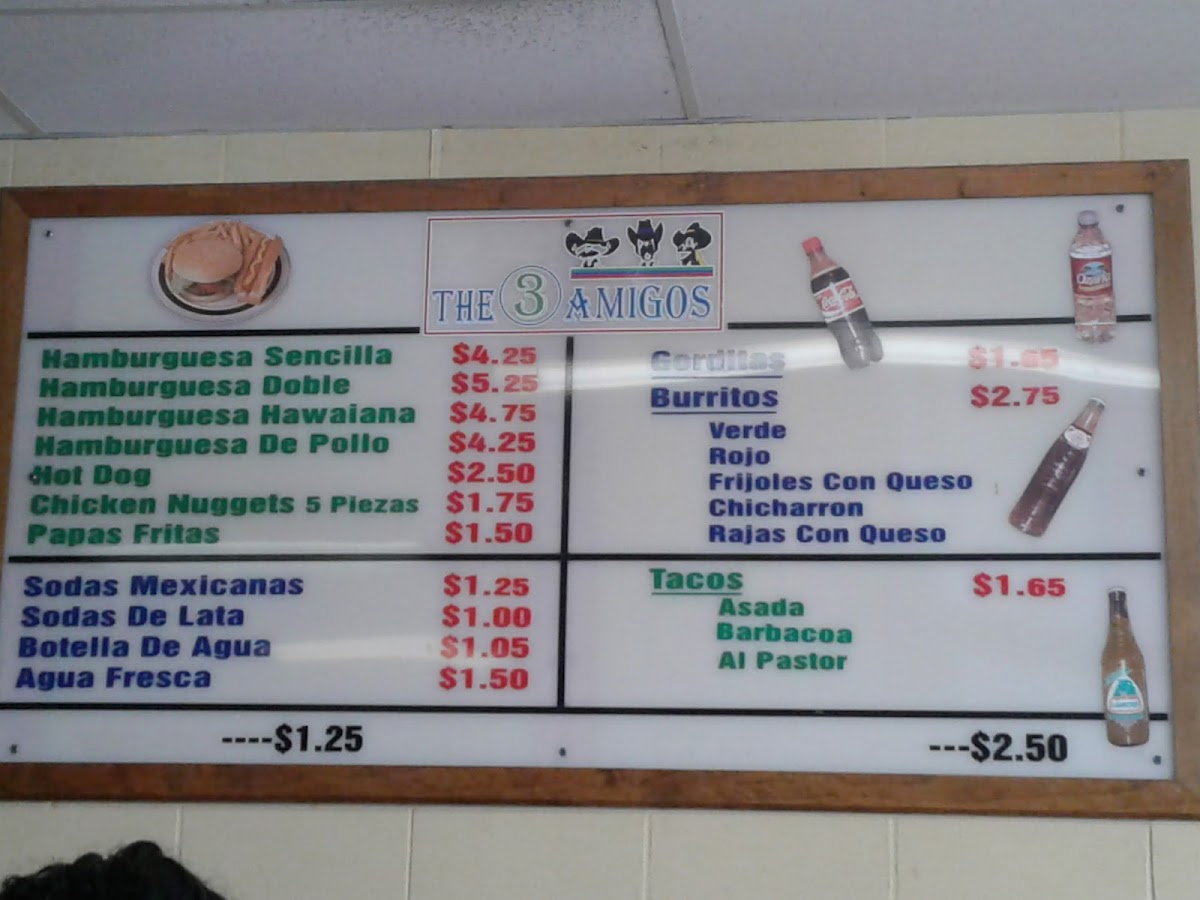 THE 3 AMIGOS
Hamburguesa Sencilla $4.25
Hamburguesa Doble $5.25
Hamburguesa Hawaiana $4.75
Hamburguesa De Pollo $4.25
Hot Dog $2.50
Chicken Nuggets 5 Piezas $1.75
Papas Fritas $1.50
Sodas Mexicanas $1.25
Sodas De Lata $1.00
Botella De Agua $1.05
Agua Fresca $1.50
----$1.25
Coca-Cola
Gorditas $1.65
Burritos $2.75
Verde
Rojo
Frijoles Con Queso
Chicharron
Rajas Con Queso
Tacos $1.65
Asada
Barbacoa
Al Pastor
---$2.50